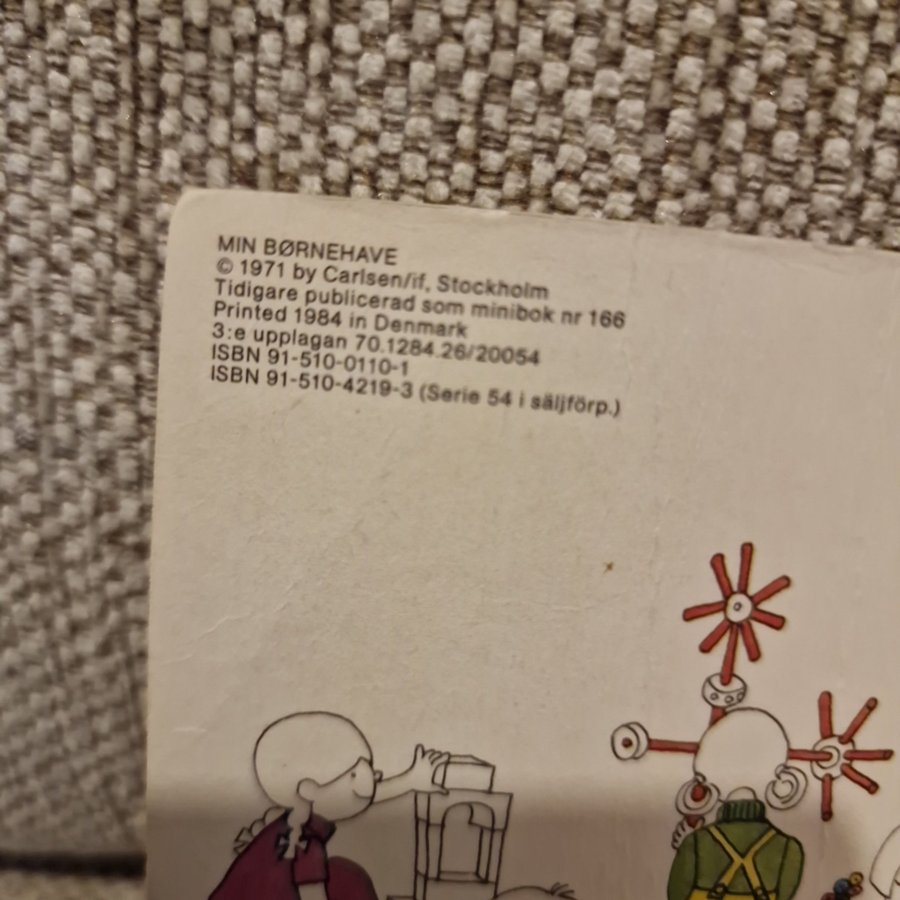 MIN BØRNEHAVE
© 1971 by Carlsen/if, Stockholm
Tidigare publicerad som minibok nr 166
Printed 1984 in Denmark
3:e upplagan 70.1284.26/20054
ISBN 91-510-0110-1
ISBN 91-510-4219-3 (Serie 54 i säljförp.)